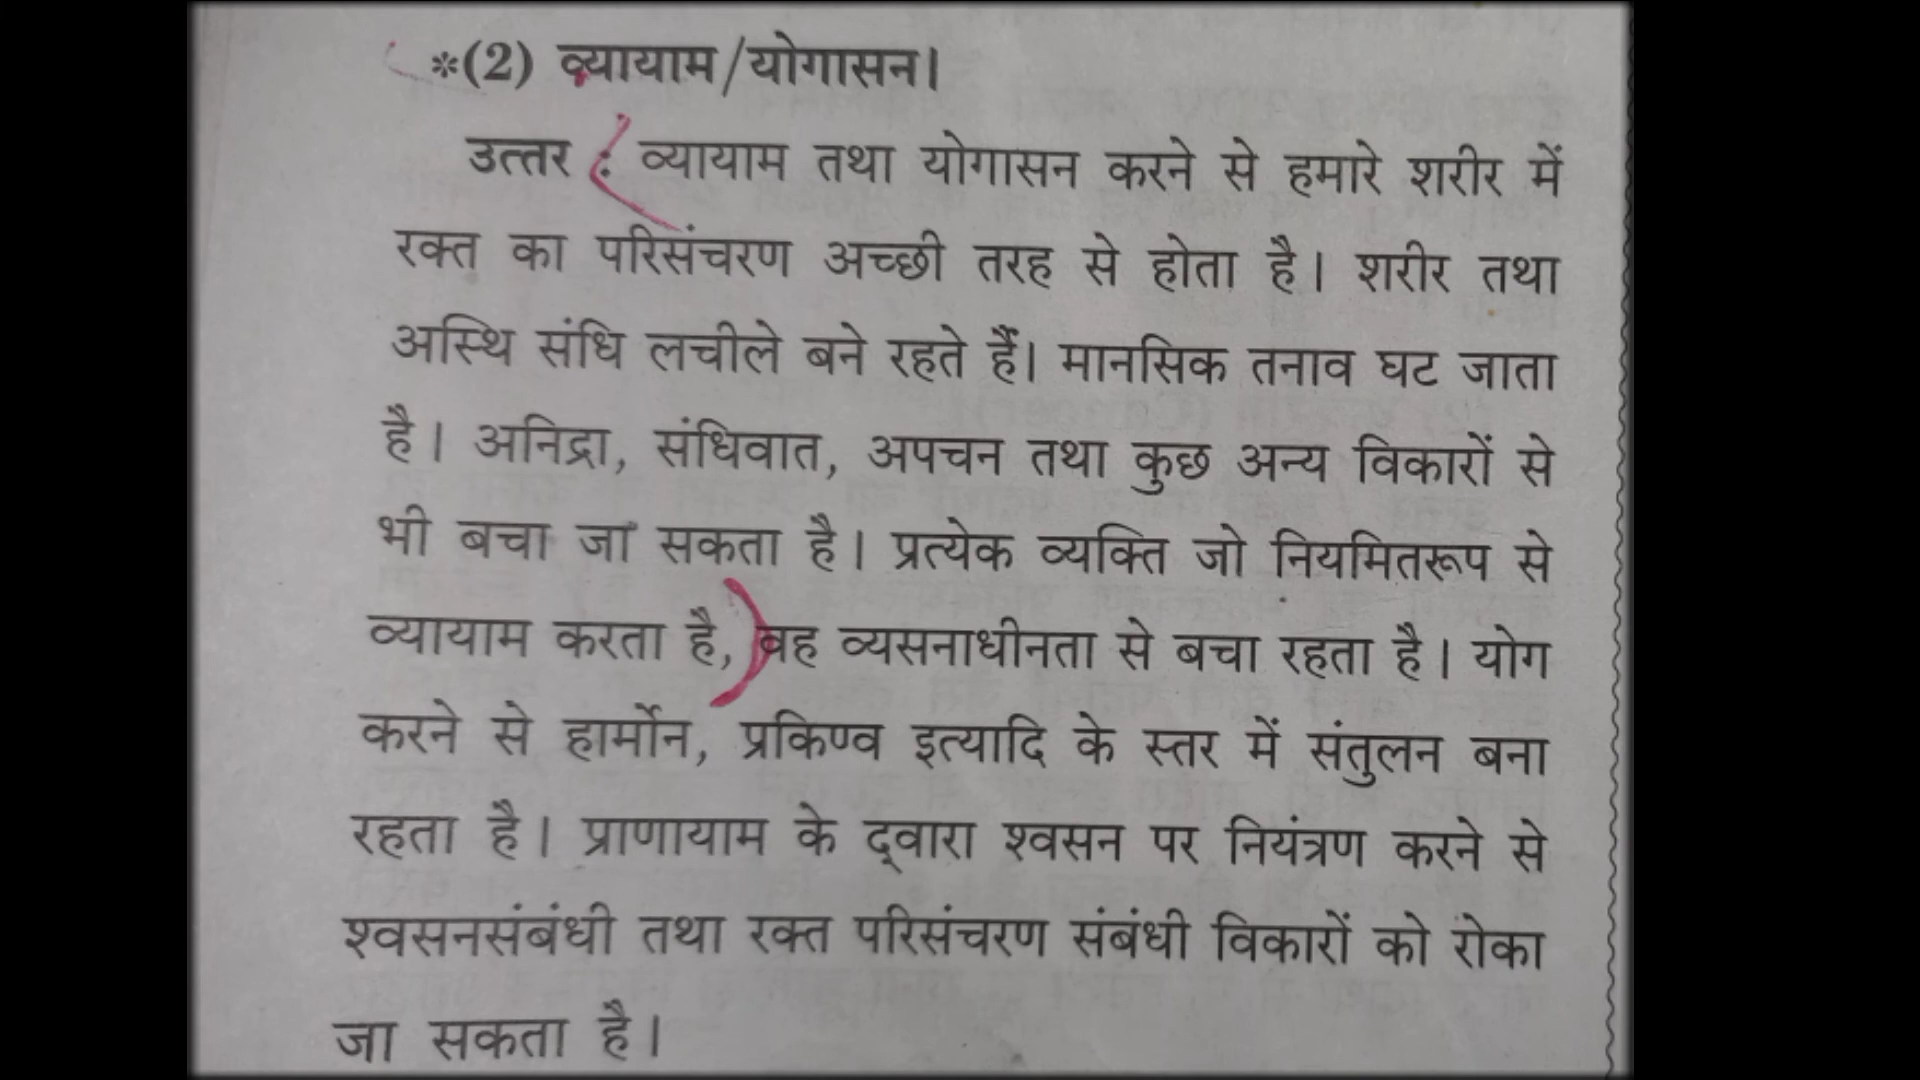 *(2) व्यायाम/योगासन।
उत्तर : व्यायाम तथा योगासन करने से हमारे शरीर में
रक्त का परिसंचरण अच्छी तरह से होता है। शरीर तथा
अस्थि संधि लचीले बने रहते हैं। मानसिक तनाव घट जाता
है। अनिद्रा, संधिवात, अपचन तथा कुछ अन्य विकारों से
भी बचा जा सकता है। प्रत्येक व्यक्ति जो नियमितरूप से
व्यायाम करता है, वह व्यसनाधीनता से बचा रहता है। योग
करने से हार्मोन, प्रकिण्व इत्यादि के स्तर में संतुलन बना
रहता है। प्राणायाम के द्‌वारा श्वसन पर नियंत्रण करने से
श्वसनसंबंधी तथा रक्त परिसंचरण संबंधी विकारों को रोका
जा सकता है।